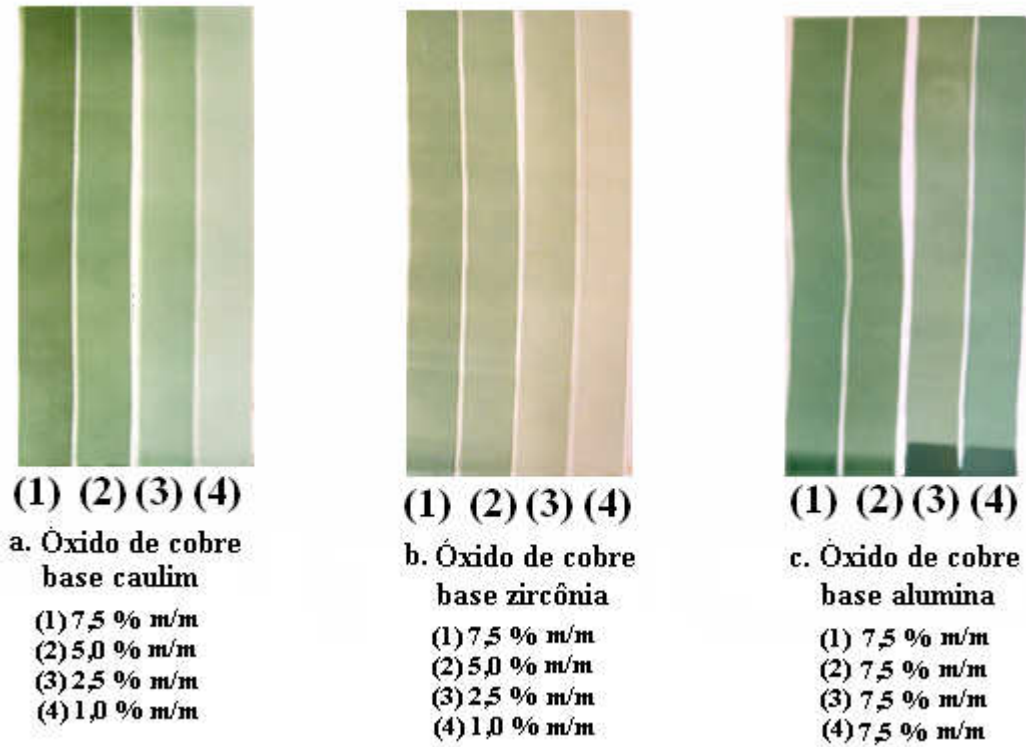 (1) (2) (3) (4)
a. Óxido de cobre
base caulim
(1) 7,5 % m/m
(2) 5,0 % m/m
(3) 2,5 % m/m
(4) 1,0 % m/m
(1) (2) (3) (4)
b. Óxido de cobre
base zircônia
(1) 7,5 % m/m
(2) 5,0 % m/m
(3) 2,5 % m/m
(4) 1,0 % m/m
(1) (2) (3) (4)
c. Óxido de cobre
base alumina
(1) 7,5 % m/m
(2) 7,5 % m/m
(3) 7,5 % m/m
(4) 7,5 % m/m